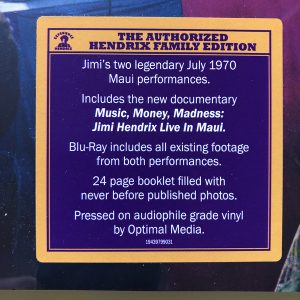 THE AUTHORIZED
HENDRIX FAMILY EDITION
Jimi's two legendary July 1970
Maui performances.
Includes the new documentary
Music, Money, Madness:
Jimi Hendrix Live In Maui.
Blu-Ray includes all existing footage
from both performances.
24 page booklet filled with
never before published photos.
Pressed on audiophile grade vinyl
by Optimal Media.
19439799031